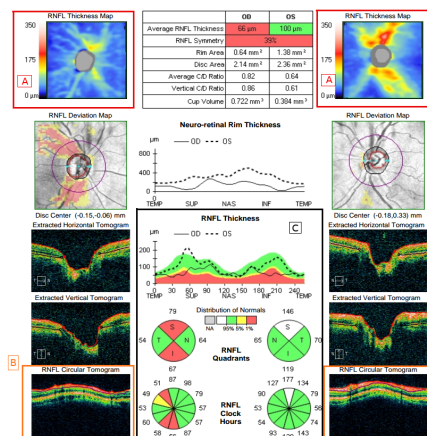 RNFL Thickness Map
OD OS
RNFL Thickness Map
350
175
0 μm
A
Average RNFL Thickness 66 μm 100 μm
RNFL Symmetry 39%
Rim Area 0.64 mm² 1.38 mm²
Disc Area 2.14 mm² 2.36 mm²
Average C/D Ratio 0.82 0.64
Vertical C/D Ratio 0.86 0.61
Cup Volume 0.722 mm³ 0.384 mm³
350
175
0 μm
A
RNFL Deviation Map
Disc Center (-0.15,-0.06) mm
Neuro-retinal Rim Thickness
μm
OD OS
800
400
0
TEMP SUP NAS INF TEMP
RNFL Deviation Map
Disc Center (-0.18,0.33) mm
Extracted Horizontal Tomogram
RNFL Thickness
C
μm
OD OS
200
100
0
0 30 60 90 120 150 180 210 240
TEMP SUP NAS INF TEMP
Extracted Horizontal Tomogram
Extracted Vertical Tomogram
Distribution of Normals
NA 95% 5% 1%
Extracted Vertical Tomogram
79
54 S N T I 64
67
RNFL
Quadrants
146
65 S N T I 70
119
B
RNFL Circular Tomogram
51 87 98
49 79
53 57
60 57
58 87
RNFL
Clock
Hours
127 177 134
90 79
53 56
79 74
93
RNFL Circular Tomogram